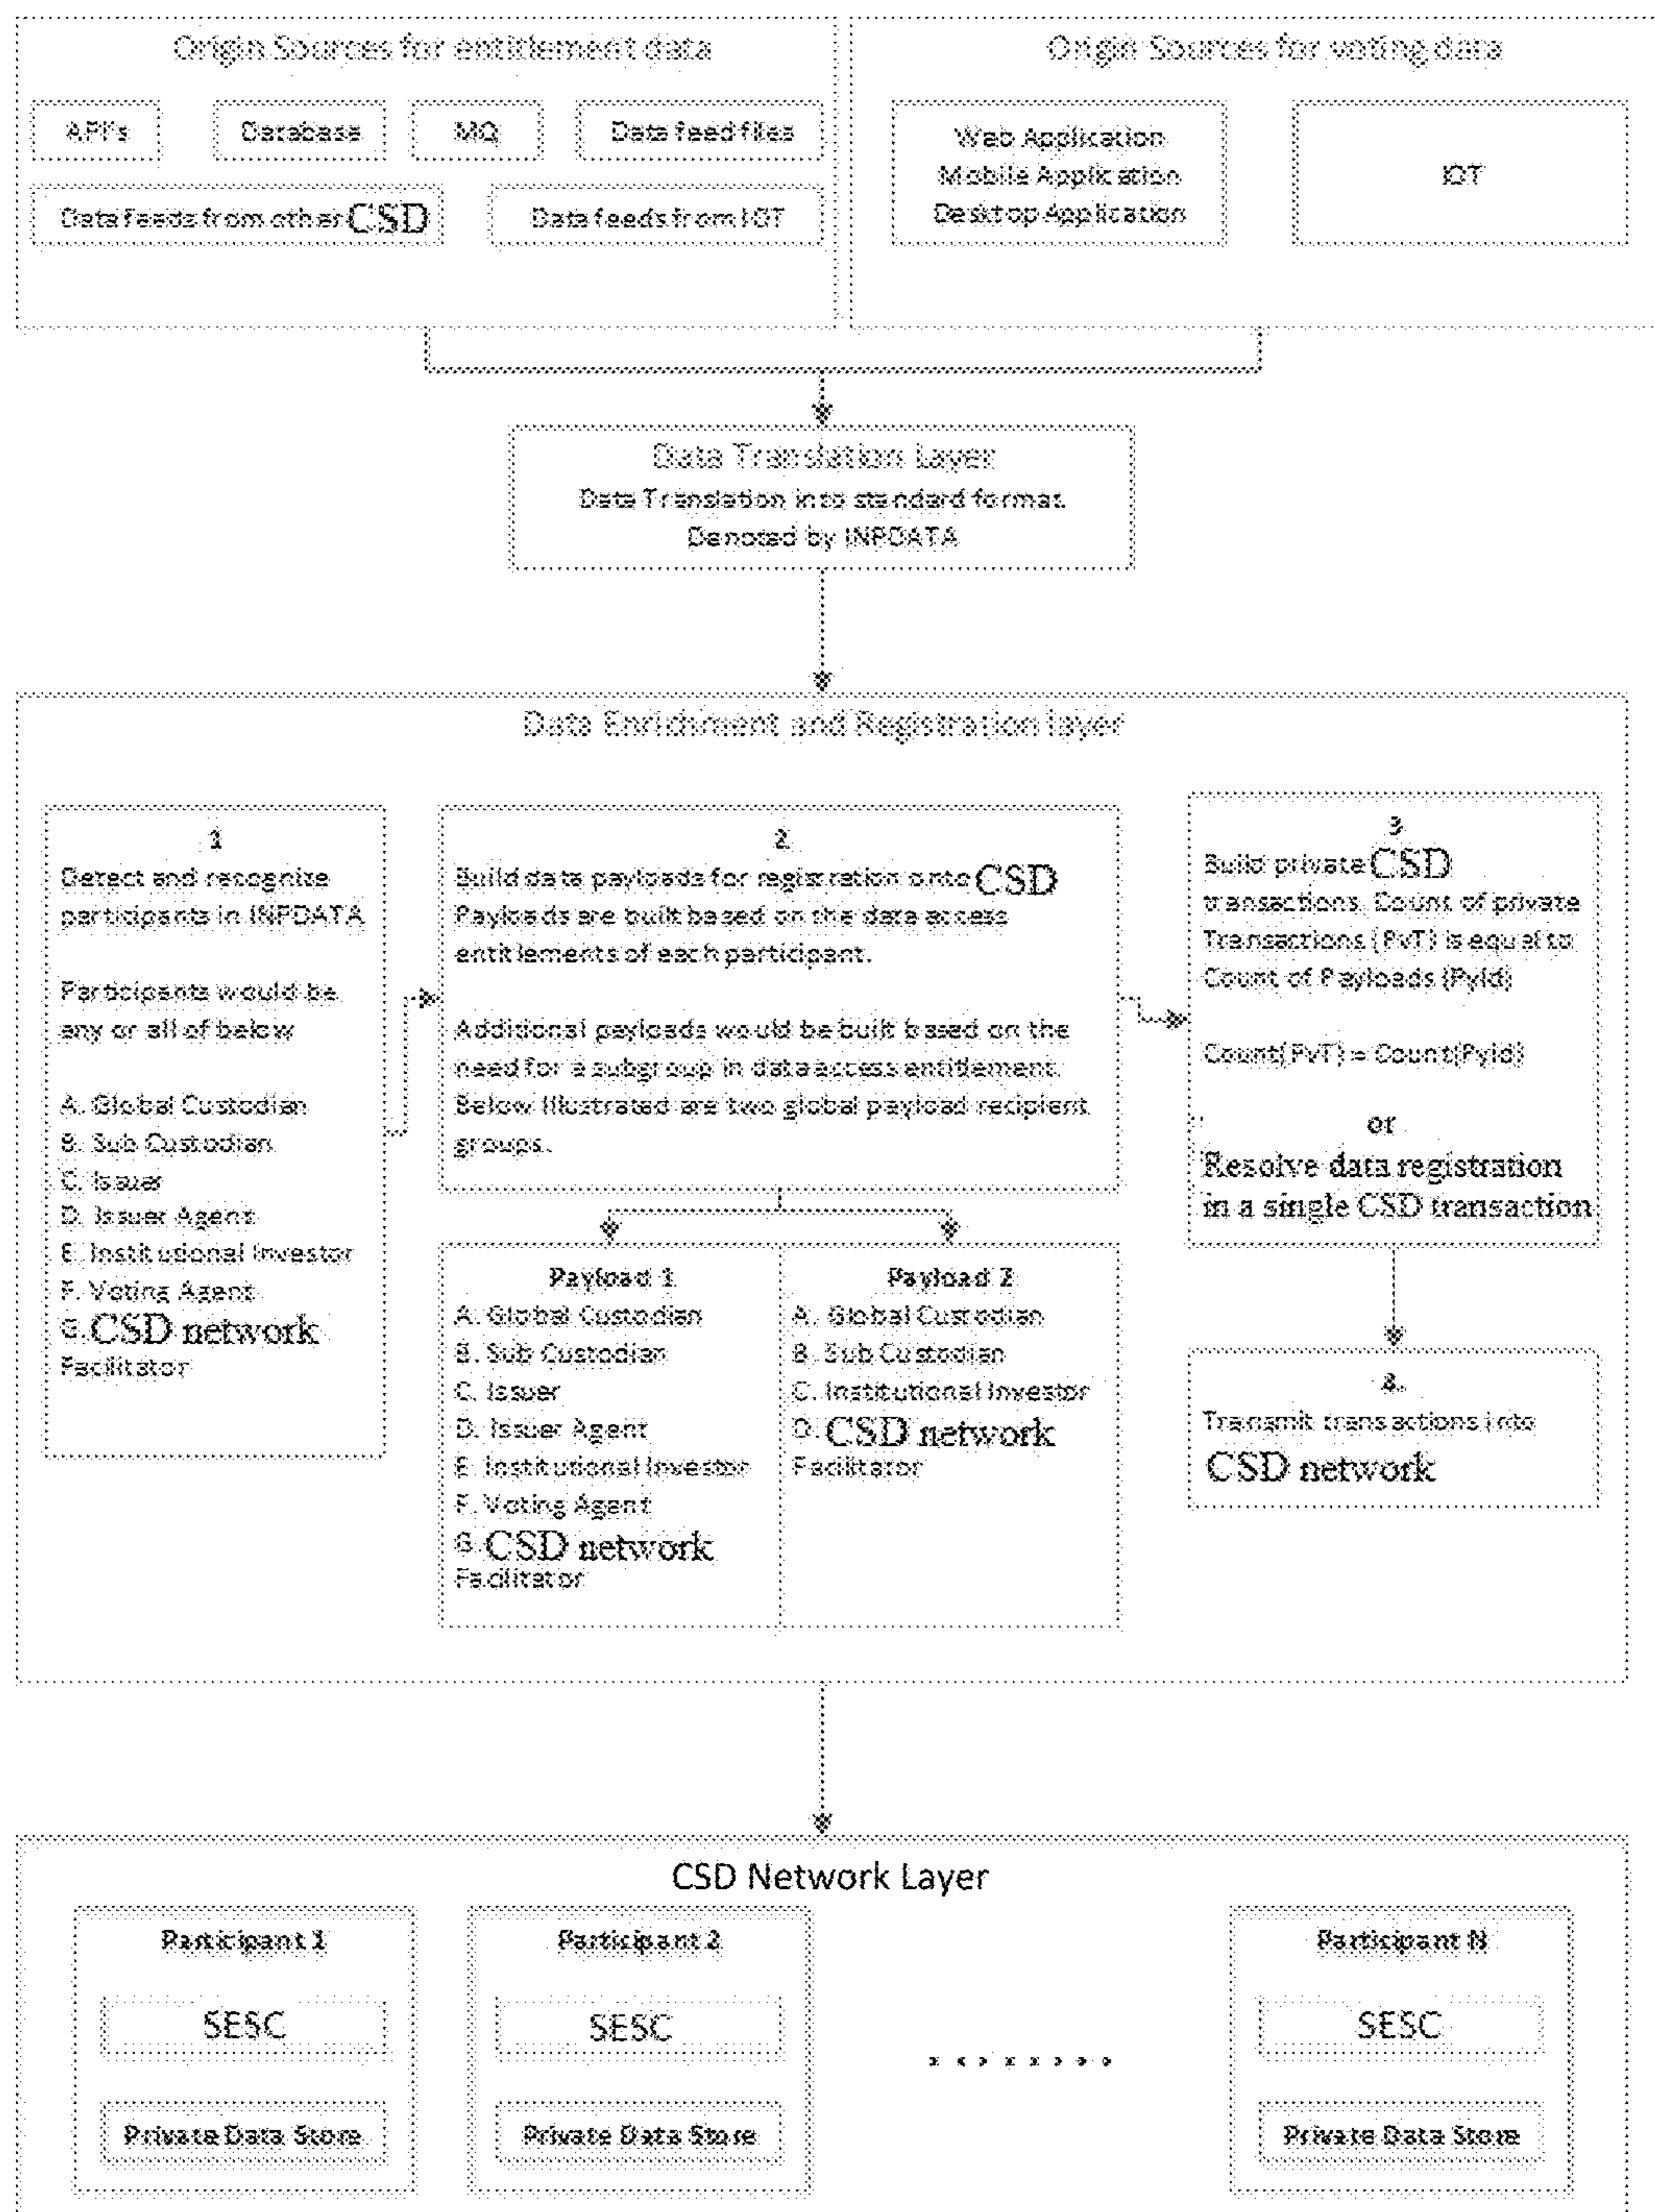 Origin Sources for entitlement data
API's
Database
MQ
Data feed files
Data Feeds from other CSD
Data feeds from IOT
Origin Sources for voting data
Web Application
Mobile Application
Desktop Application
IOT
Data Translation Layer
Data Translation into standard format.
Denoted by INPDATA
Data Enrichment and Registration layer
1
Detect and recognize
participants in INPDATA
Participants would be
any or all of below
A. Global Custodian
B. Sub Custodian
C. Issuer
D. Issuer Agent
E. Institutional Investor
F. Voting Agent
G. CSD network
Facilitator
2
Build data payloads for registration onto CSD
Payloads are built based on the data access
entitlements of each participant.
Additional payloads would be built based on the
need for a subgroup in data access entitlement.
Below illustrated are two global payload recipient
groups.
Payload 1
A. Global Custodian
B. Sub Custodian
C. Issuer
D. Issuer Agent
E. Institutional Investor
F. Voting Agent
G. CSD network
Facilitator
Payload 2
A. Global Custodian
B. Sub Custodian
C. Institutional Investor
D. CSD network
Facilitator
3
Build private CSD
transactions. Count of private
Transactions (PvT) is equal to
Count of Payloads (Pyld)
Count(PvT) = Count(Pyld)
or
Resolve data registration
in a single CSD transaction
4.
Transmit transactions into
CSD network
CSD Network Layer
Participant 1
SESC
Private Data Store
Participant 2
SESC
Private Data Store
Participant N
SESC
Private Data Store